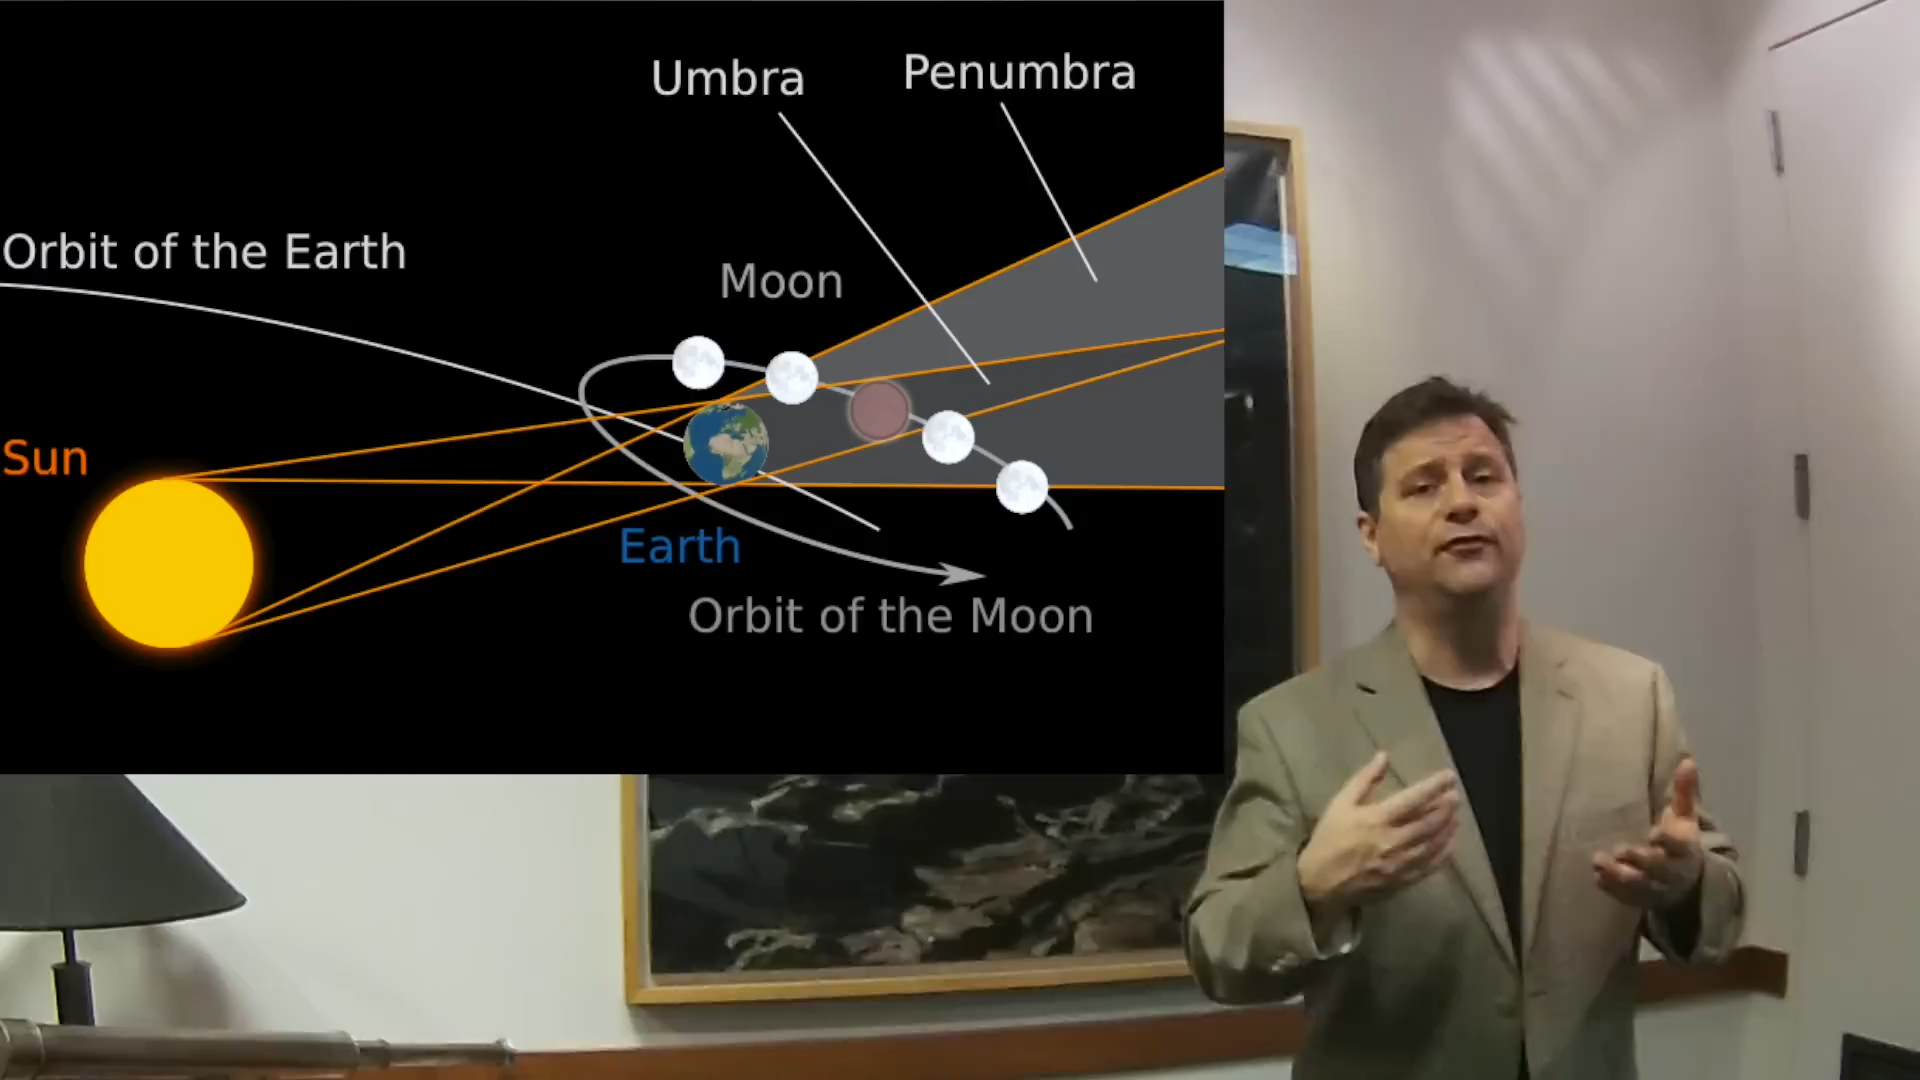 Umbra
Penumbra
Orbit of the Earth
Moon
Sun
Earth
Orbit of the Moon